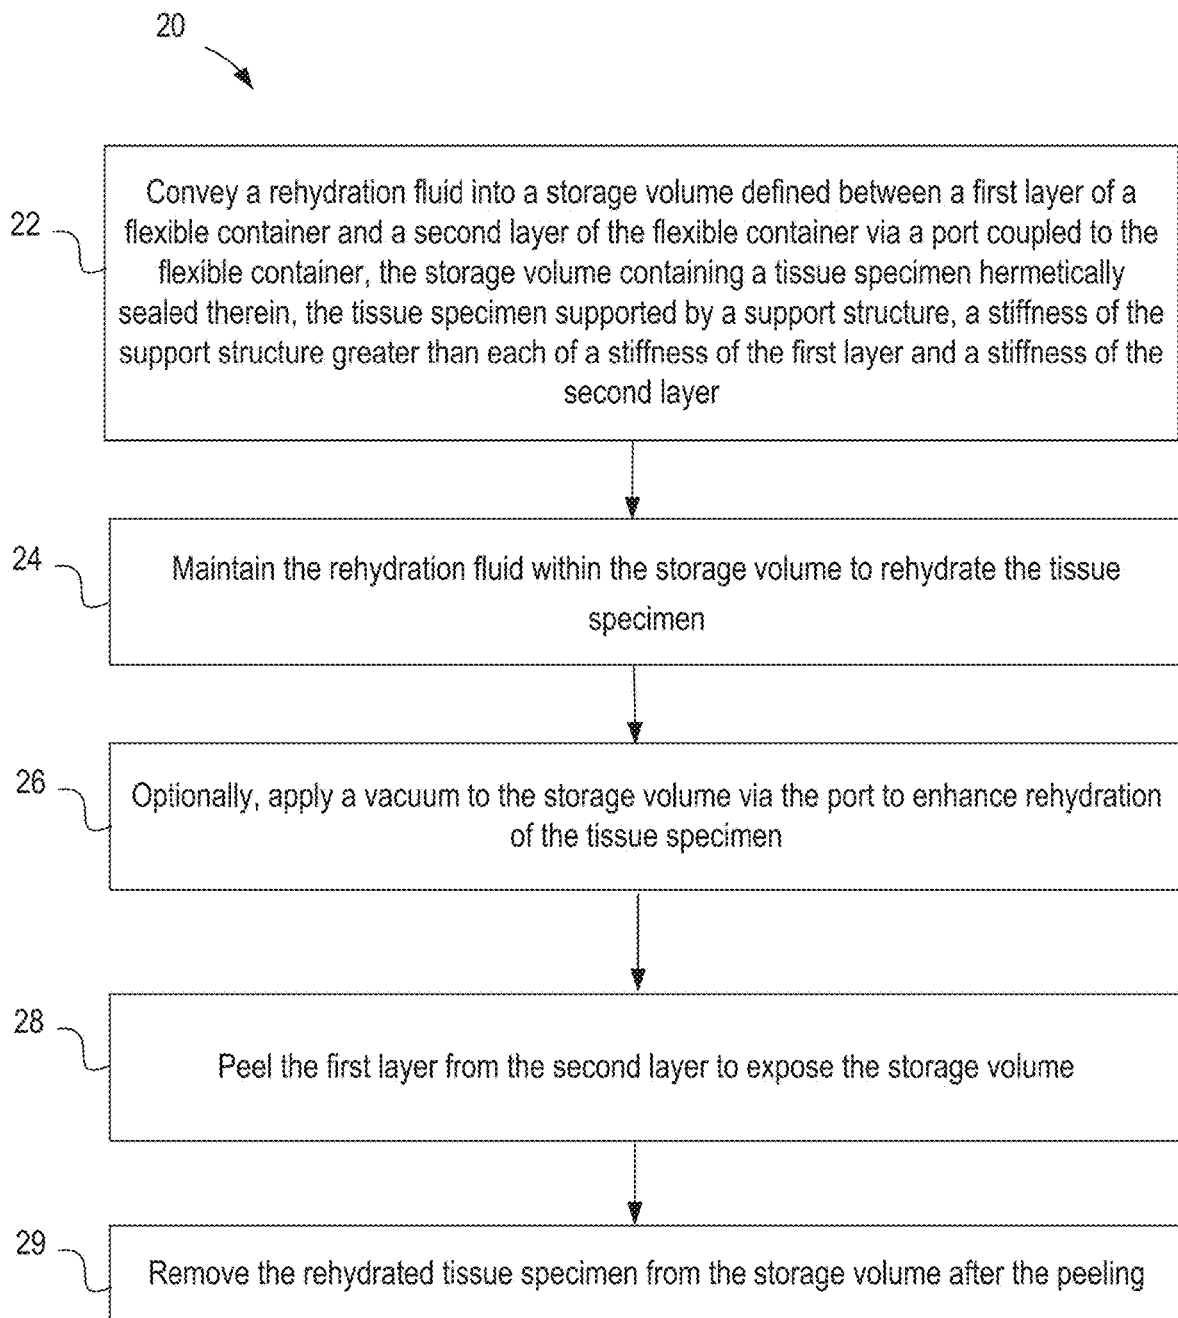 20
22
Convey a rehydration fluid into a storage volume defined between a first layer of a
flexible container and a second layer of the flexible container via a port coupled to the
flexible container, the storage volume containing a tissue specimen hermetically
sealed therein, the tissue specimen supported by a support structure, a stiffness of the
support structure greater than each of a stiffness of the first layer and a stiffness of the
second layer
24
Maintain the rehydration fluid within the storage volume to rehydrate the tissue
specimen
26
Optionally, apply a vacuum to the storage volume via the port to enhance rehydration
of the tissue specimen
28
Peel the first layer from the second layer to expose the storage volume
29
Remove the rehydrated tissue specimen from the storage volume after the peeling